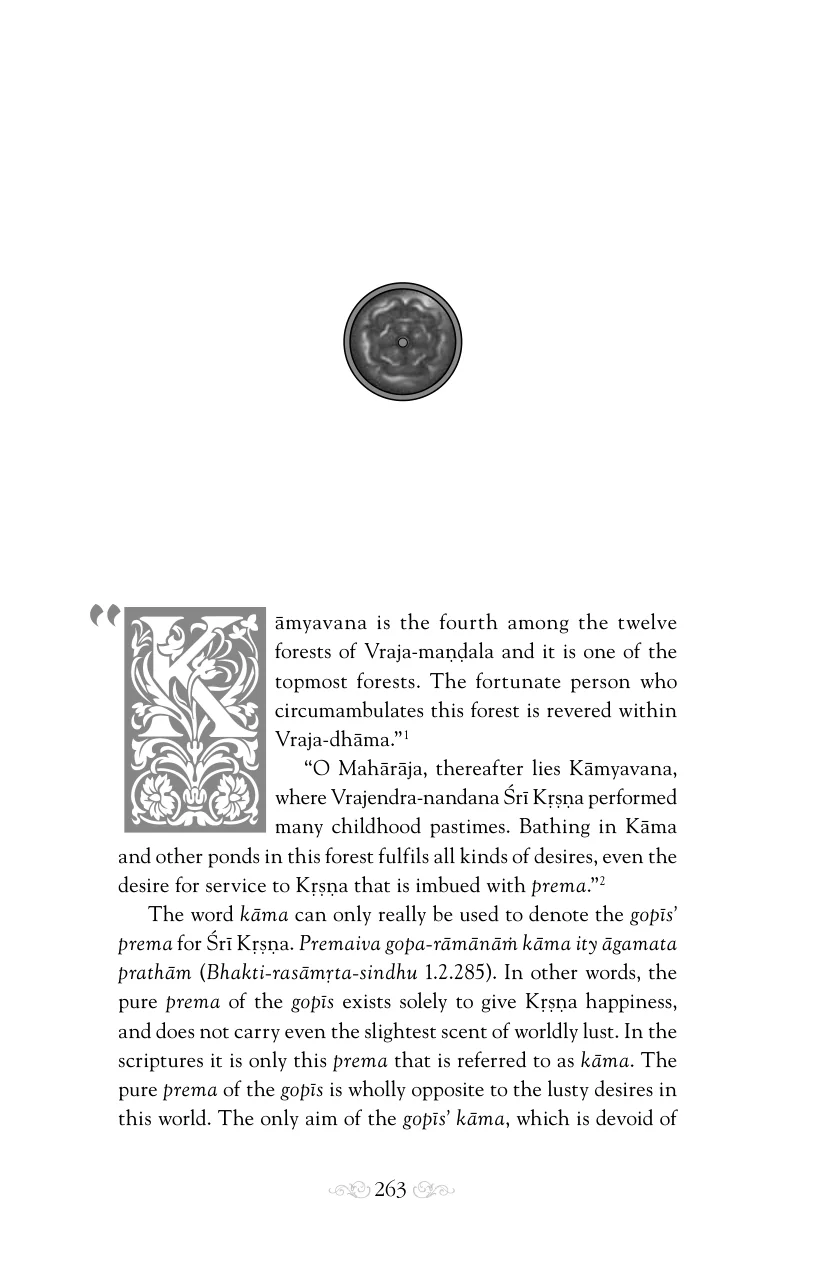 “Kāmyavana is the fourth among the twelve
forests of Vraja-maṇḍala and it is one of the
topmost forests. The fortunate person who
circumambulates this forest is revered within
Vraja-dhāma.”1
“O Mahārāja, thereafter lies Kāmyavana,
where Vrajendra-nandana Śrī Kṛṣṇa performed
many childhood pastimes. Bathing in Kāma
and other ponds in this forest fulfils all kinds of desires, even the
desire for service to Kṛṣṇa that is imbued with prema.”2
The word kāma can only really be used to denote the gopīs’
prema for Śrī Kṛṣṇa. Premaiva gopa-rāmānāṁ kāma ity āgamata
prathām (Bhakti-rasāmṛta-sindhu 1.2.285). In other words, the
pure prema of the gopīs exists solely to give Kṛṣṇa happiness,
and does not carry even the slightest scent of worldly lust. In the
scriptures it is only this prema that is referred to as kāma. The
pure prema of the gopīs is wholly opposite to the lusty desires in
this world. The only aim of the gopīs’ kāma, which is devoid of
263